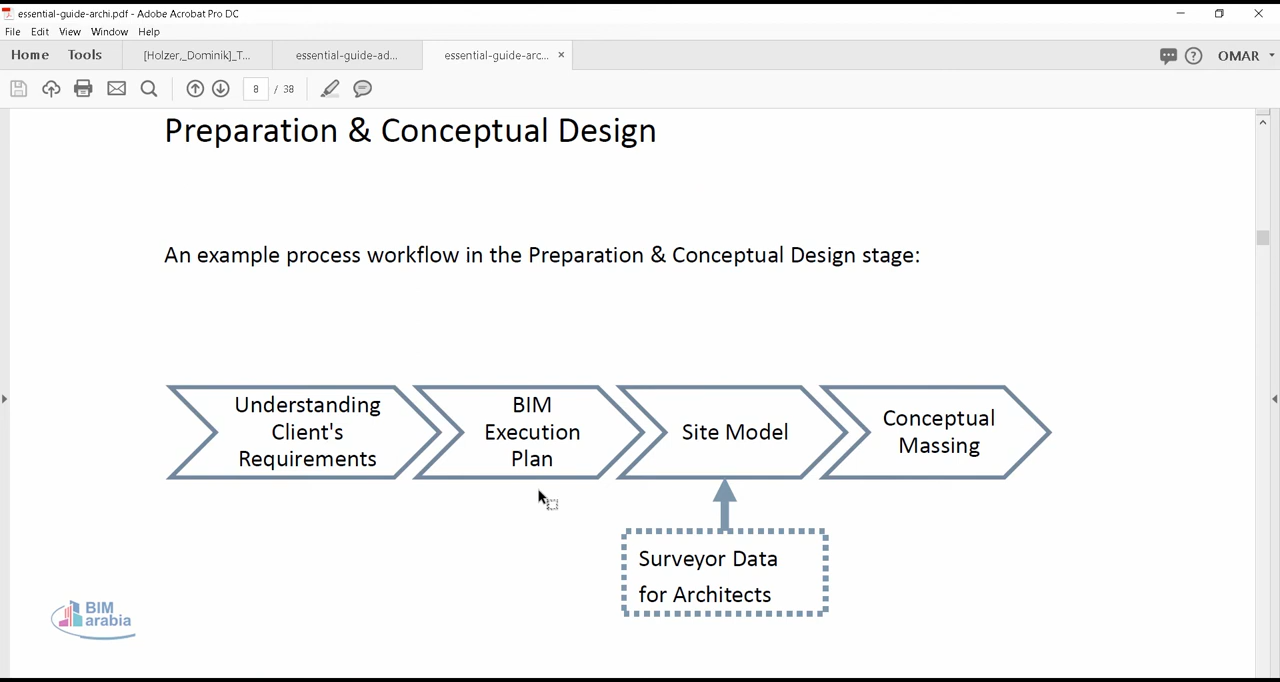 essential-guide-archi.pdf - Adobe Acrobat Pro DC
File Edit View Window Help
Home Tools [Holzer,_Dominik]_T... essential-guide-ad... essential-guide-arc... × OMAR
8 / 38
Preparation & Conceptual Design
An example process workflow in the Preparation & Conceptual Design stage:
Understanding
Client's
Requirements
BIM
Execution
Plan
Site Model
Conceptual
Massing
Surveyor Data
for Architects
BIM
arabia